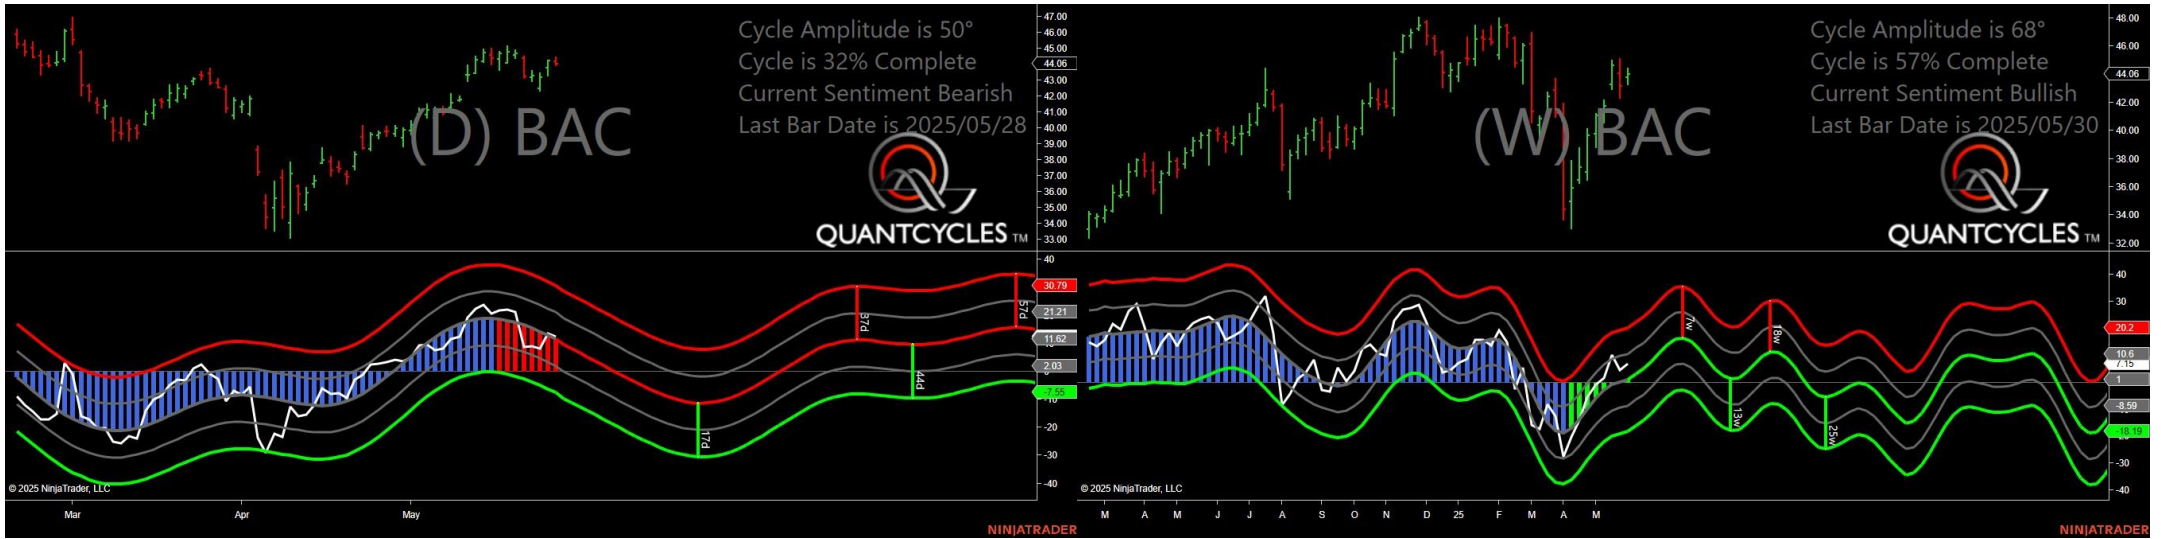 Cycle Amplitude is 50°
Cycle is 32% Complete
Current Sentiment Bearish
Last Bar Date is 2025/05/28
(D) BAC
QUANTCYCLES TM
47.00
46.00
45.00
44.06
43.00
42.00
41.00
40.00
39.00
38.00
37.00
36.00
35.00
34.00
33.00
40
30.79
21.21
11.62
2.03
-7.55
-20
-30
-40
17d
37d
44d
57d
© 2025 NinjaTrader, LLC
Mar
Apr
May
NINJATRADER
Cycle Amplitude is 68°
Cycle is 57% Complete
Current Sentiment Bullish
Last Bar Date is 2025/05/30
(W) BAC
QUANTCYCLES TM
48.00
46.00
44.06
42.00
40.00
38.00
36.00
34.00
32.00
40
30
20.2
10.6
7.15
1
-8.59
-18.19
-30
-40
7w
13w
18w
25w
© 2025 NinjaTrader, LLC
M A M J J A S O N D 25 F M A M
NINJATRADER